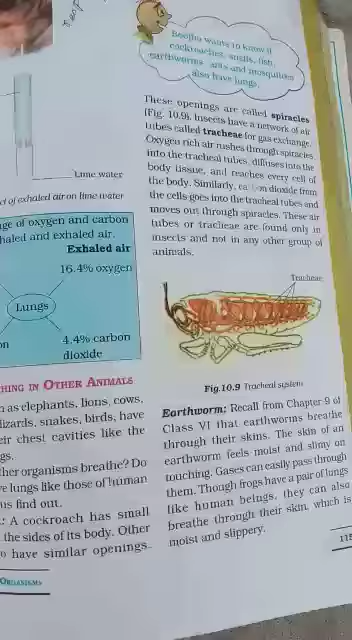 Lime water
of exhaled air on lime water
ge of oxygen and carbon
haled and exhaled air.
Exhaled air
16.4% oxygen
Lungs
4.4% carbon
dioxide
HING IN OTHER ANIMALS
as elephants, lions, cows,
lizards, snakes, birds, have
eir chest cavities like the
gs.
her organisms breathe? Do
e lungs like those of human
us find out.
: A cockroach has small
the sides of its body. Other
o have similar openings.
ORGANISMS
Boojho wants to know if
cockroaches, snails, fish,
earthworms, ants and mosquitoes
also have lungs.
These openings are called spiracles
(Fig. 10.9). Insects have a network of air
tubes called tracheae for gas exchange.
Oxygen rich air rushes through spiracles
into the tracheal tubes, diffuses into the
body tissue, and reaches every cell of
the body. Similarly, carbon dioxide from
the cells goes into the tracheal tubes and
moves out through spiracles. These air
tubes or tracheae are found only in
insects and not in any other group of
animals.
Tracheae
Fig.10.9 Tracheal system
Earthworm: Recall from Chapter 9 of
Class VI that earthworms breathe
through their skins. The skin of an
earthworm feels moist and slimy on
touching. Gases can easily pass through
them. Though frogs have a pair of lungs
like human beings, they can also
breathe through their skin, which is
moist and slippery.